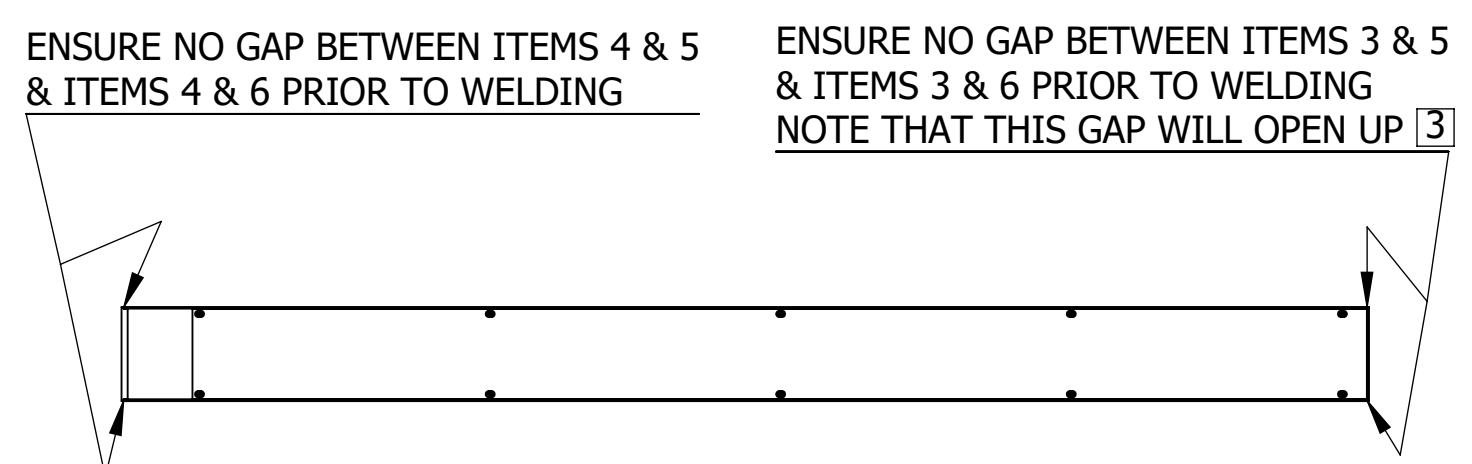 ENSURE NO GAP BETWEEN ITEMS 4 & 5
& ITEMS 4 & 6 PRIOR TO WELDING
ENSURE NO GAP BETWEEN ITEMS 3 & 5
& ITEMS 3 & 6 PRIOR TO WELDING
NOTE THAT THIS GAP WILL OPEN UP 3